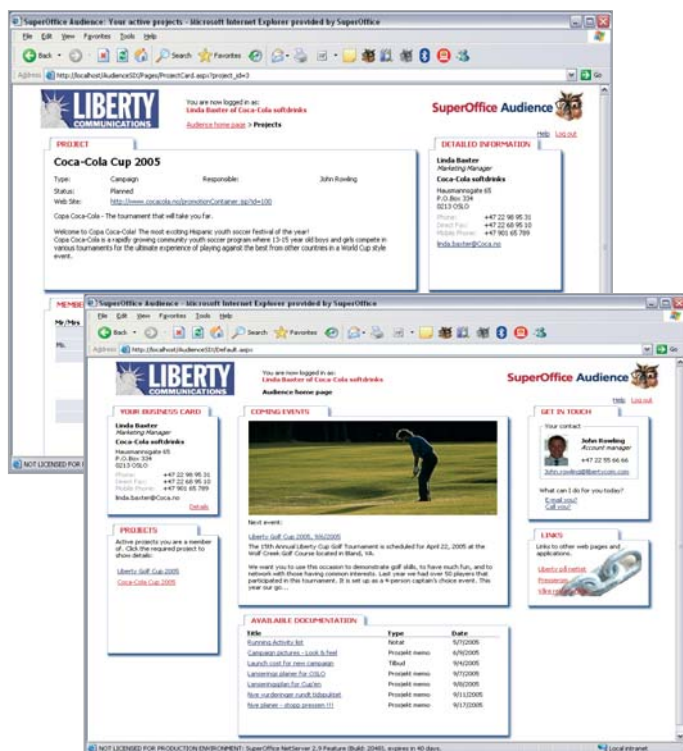 SuperOffice Audience: Your active projects - Microsoft Internet Explorer provided by SuperOffice
File Edit View Favorites Tools Help
Back Search Favorites
Address http://localhost/AudienceSIX/Pages/ProjectCard.aspx?project_id=3 Go
LIBERTY
COMMUNICATIONS
You are now logged in as:
Linda Baxter of Coca-Cola softdrinks
Audience home page > Projects
SuperOffice Audience
Help Log out
PROJECT
Coca-Cola Cup 2005
Type: Campaign Responsible: John Rowling
Status: Planned
Web Site: http://www.cocacola.no/promotionContainer.jsp?id=100
Copa Coca-Cola - The tournament that will take you far.
Welcome to Copa Coca-Cola! The most exciting Hispanic youth soccer festival of the year!
Copa Coca-Cola is a rapidly growing community youth soccer program where 13-15 year old boys and girls compete in
various tournaments for the ultimate experience of playing against the best from other countries in a World Cup style
event.
DETAILED INFORMATION
Linda Baxter
Marketing Manager
Coca-Cola softdrinks
Hausmannsgate 65
P.O.Box 334
0213 OSLO
Phone: +47 22 98 95 31
Direct Fax: +47 22 68 95 10
Mobile Phone: +47 901 65 789
linda.baxter@Coca.no
MEMBE
Mr/Mrs
Ms.
NOT LICENSED FOR
SuperOffice Audience - Microsoft Internet Explorer provided by SuperOffice
File Edit View Favorites Tools Help
Back Search Favorites
Address http://localhost/AudienceSIX/Default.aspx Go
LIBERTY
COMMUNICATIONS
You are now logged in as:
Linda Baxter of Coca-Cola softdrinks
Audience home page
SuperOffice Audience
Help Log out
YOUR BUSINESS CARD
Linda Baxter
Marketing Manager
Coca-Cola softdrinks
Hausmannsgate 65
P.O.Box 334
0213 OSLO
Phone: +47 22 98 95 31
Direct Fax: +47 22 68 95 10
Mobile Phone: +47 901 65 789
linda.baxter@Coca.no
Details
PROJECTS
Active projects you are a member
of. Click the required project to
show details:
Liberty Golf Cup 2005
Coca-Cola Cup 2005
COMING EVENTS
Next event:
Liberty Golf Cup 2005, 9/6/2005
The 15th Annual Liberty Cup Golf Tournament is scheduled for April 22, 2005 at the
Wolf Creek Golf Course located in Bland, VA.
We want you to use this occasion to demonstrate golf skills, to have much fun, and to
network with those having common interests. Last year we had over 50 players that
participated in this tournament. It is set up as a 4-person captain's choice event. This
year our go...
AVAILABLE DOCUMENTATION
Title Type Date
Running Activity list Notat 5/7/2005
Campaign pictures - Look & feel Prosjekt memo 6/9/2005
Launch cost for new campaign Tilbud 9/4/2005
Lanserings planer for OSLO Prosjekt memo 9/7/2005
Lanseringsplan for Cup'en Prosjekt memo 9/8/2005
Nye vurderinger rundt tidspunktet Prosjekt memo 9/11/2005
Nye planer - stopp pressen !!! Prosjekt memo 9/17/2005
GET IN TOUCH
Your contact
John Rowling
Account manager
+47 22 55 66 66
John.rowling@libertycom.com
What can I do for you today?
E-mail you?
Call you?
LINKS
Links to other web pages and
applications.
Liberty på nettet
Presserom
Våre
NOT LICENSED FOR PRODUCTION ENVIRONMENT: SuperOffice NetServer 2.9 Feature (Build: 2046), expires in 40 days. Local intranet